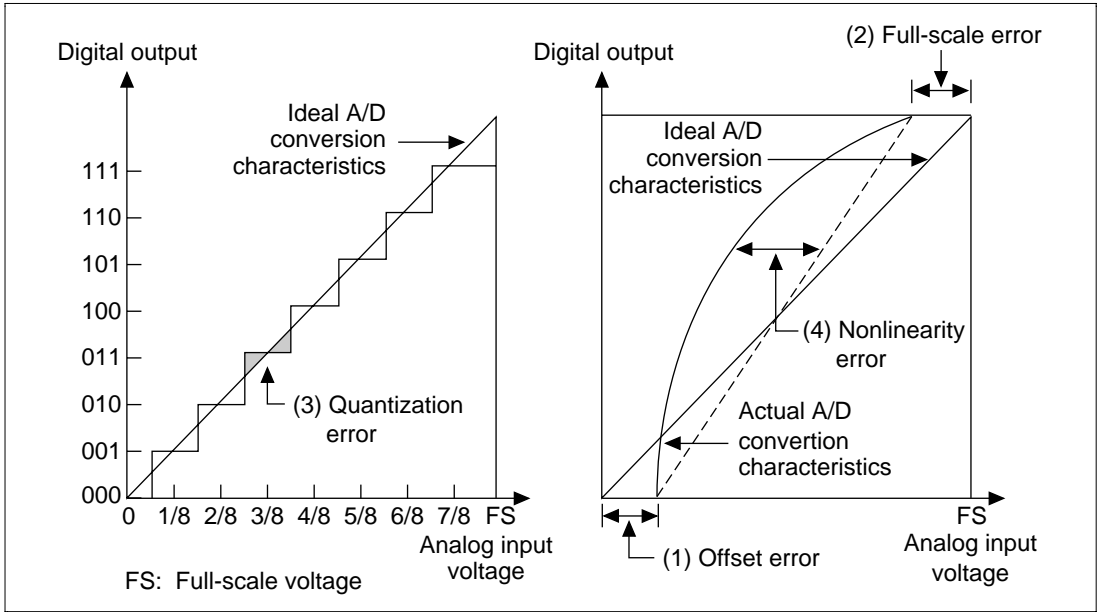 Digital output
Ideal A/D
conversion
characteristics
111
110
101
100
011
010
001
000
(3) Quantization
error
0 1/8 2/8 3/8 4/8 5/8 6/8 7/8 FS
Analog input
voltage
FS: Full-scale voltage
(2) Full-scale error
Digital output
Ideal A/D
conversion
characteristics
(4) Nonlinearity
error
Actual A/D
convertion
characteristics
FS
Analog input
voltage
(1) Offset error